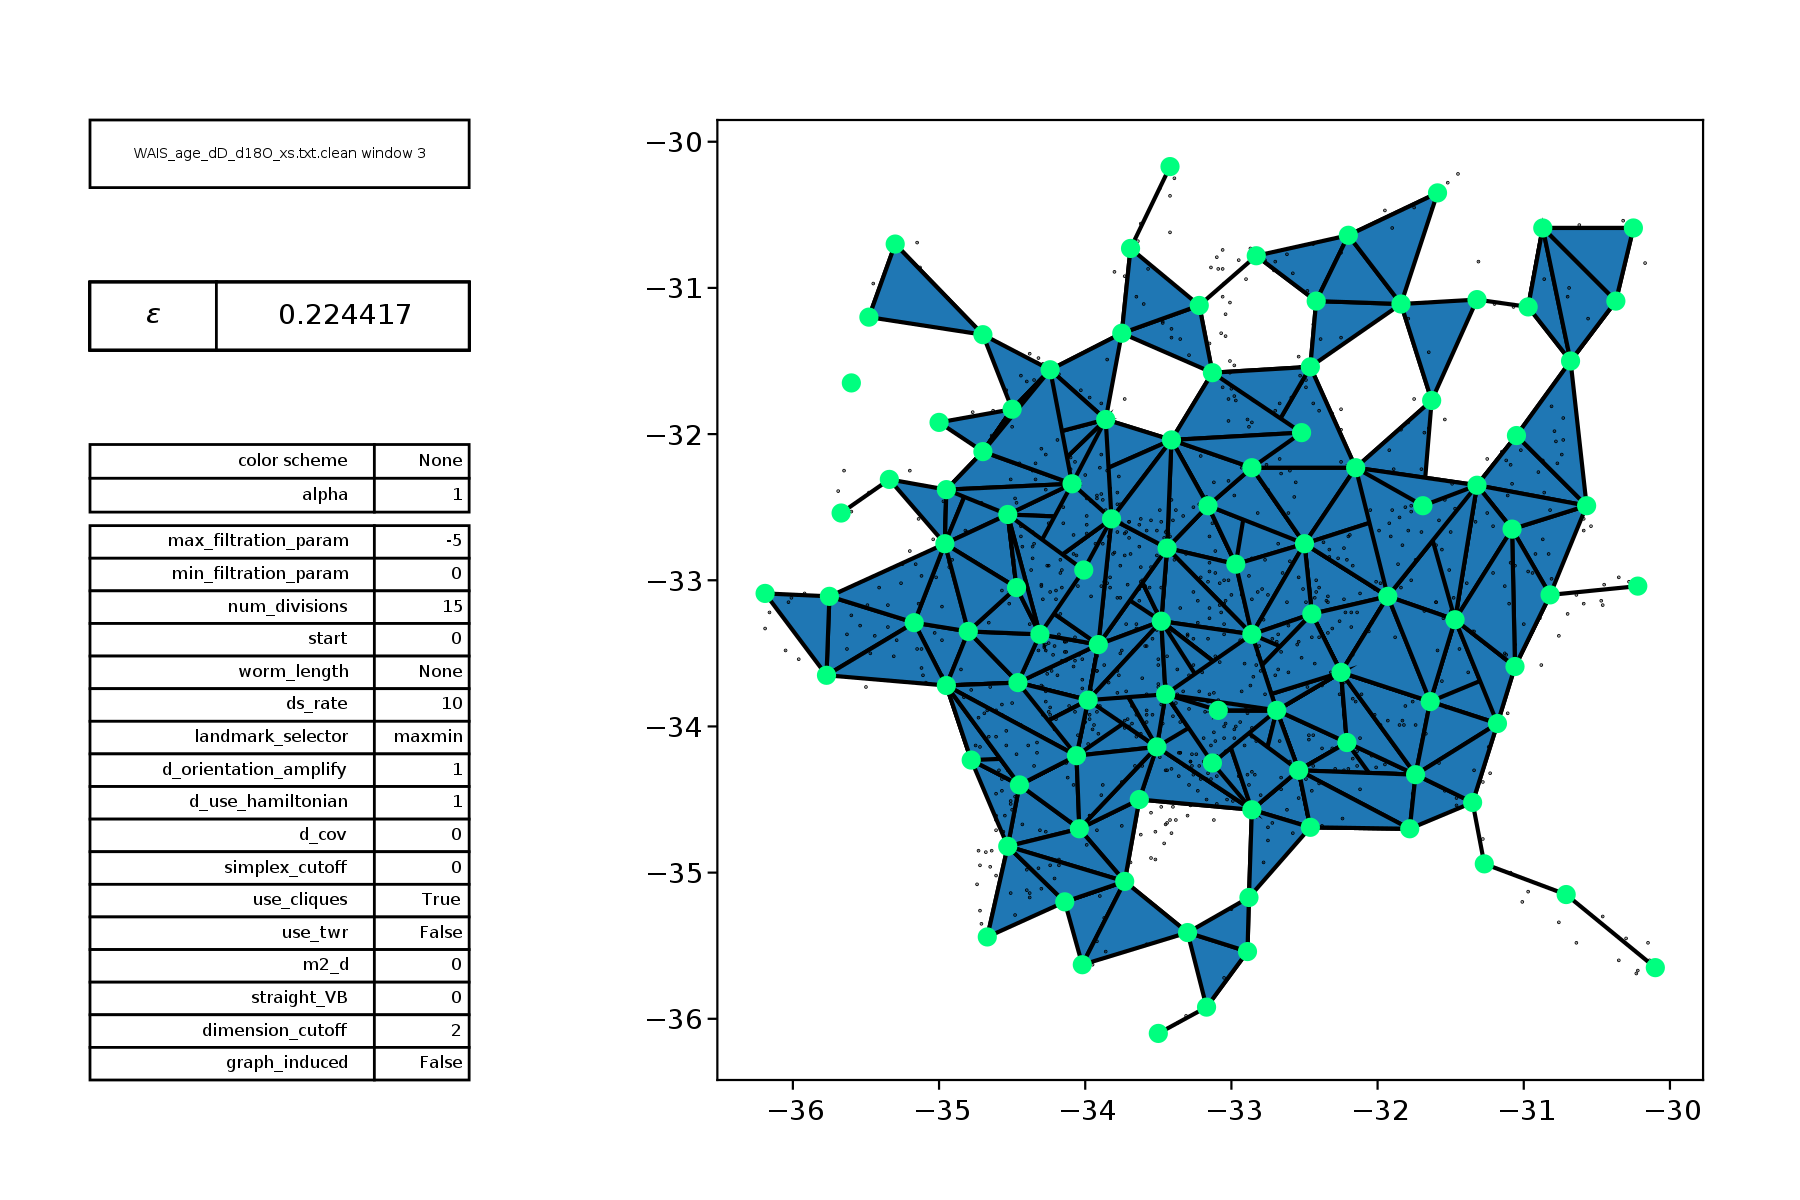 WAIS_age_dD_d18O_xs.txt.clean window 3
ε 0.224417
color scheme None
alpha 1
max_filtration_param -5
min_filtration_param 0
num_divisions 15
start 0
worm_length None
ds_rate 10
landmark_selector maxmin
d_orientation_amplify 1
d_use_hamiltonian 1
d_cov 0
simplex_cutoff 0
use_cliques True
use_twr False
m2_d 0
straight_VB 0
dimension_cutoff 2
graph_induced False
−30
−31
−32
−33
−34
−35
−36
−36 −35 −34 −33 −32 −31 −30